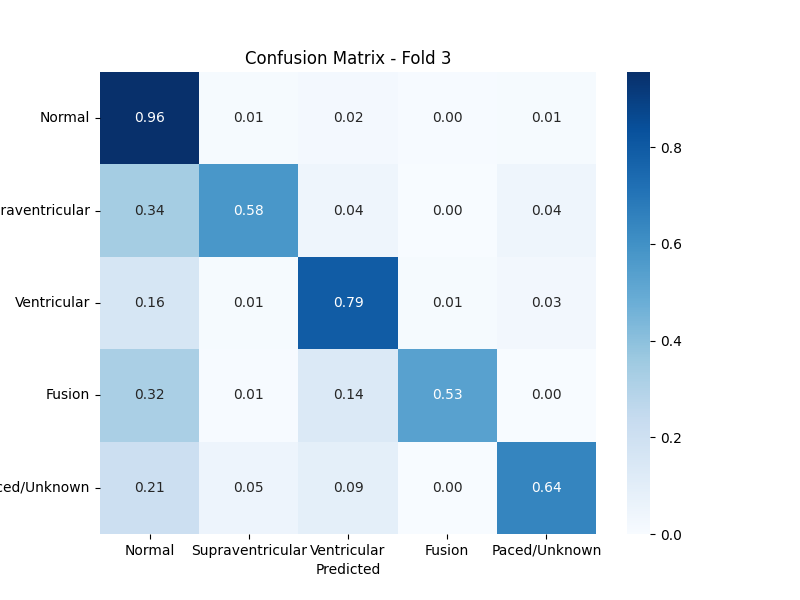 Confusion Matrix - Fold 3
Normal 0.96 0.01 0.02 0.00 0.01
raventricular 0.34 0.58 0.04 0.00 0.04
Ventricular 0.16 0.01 0.79 0.01 0.03
Fusion 0.32 0.01 0.14 0.53 0.00
ced/Unknown 0.21 0.05 0.09 0.00 0.64
Normal Supraventricular Ventricular Fusion Paced/Unknown
Predicted
0.8
0.6
0.4
0.2
0.0